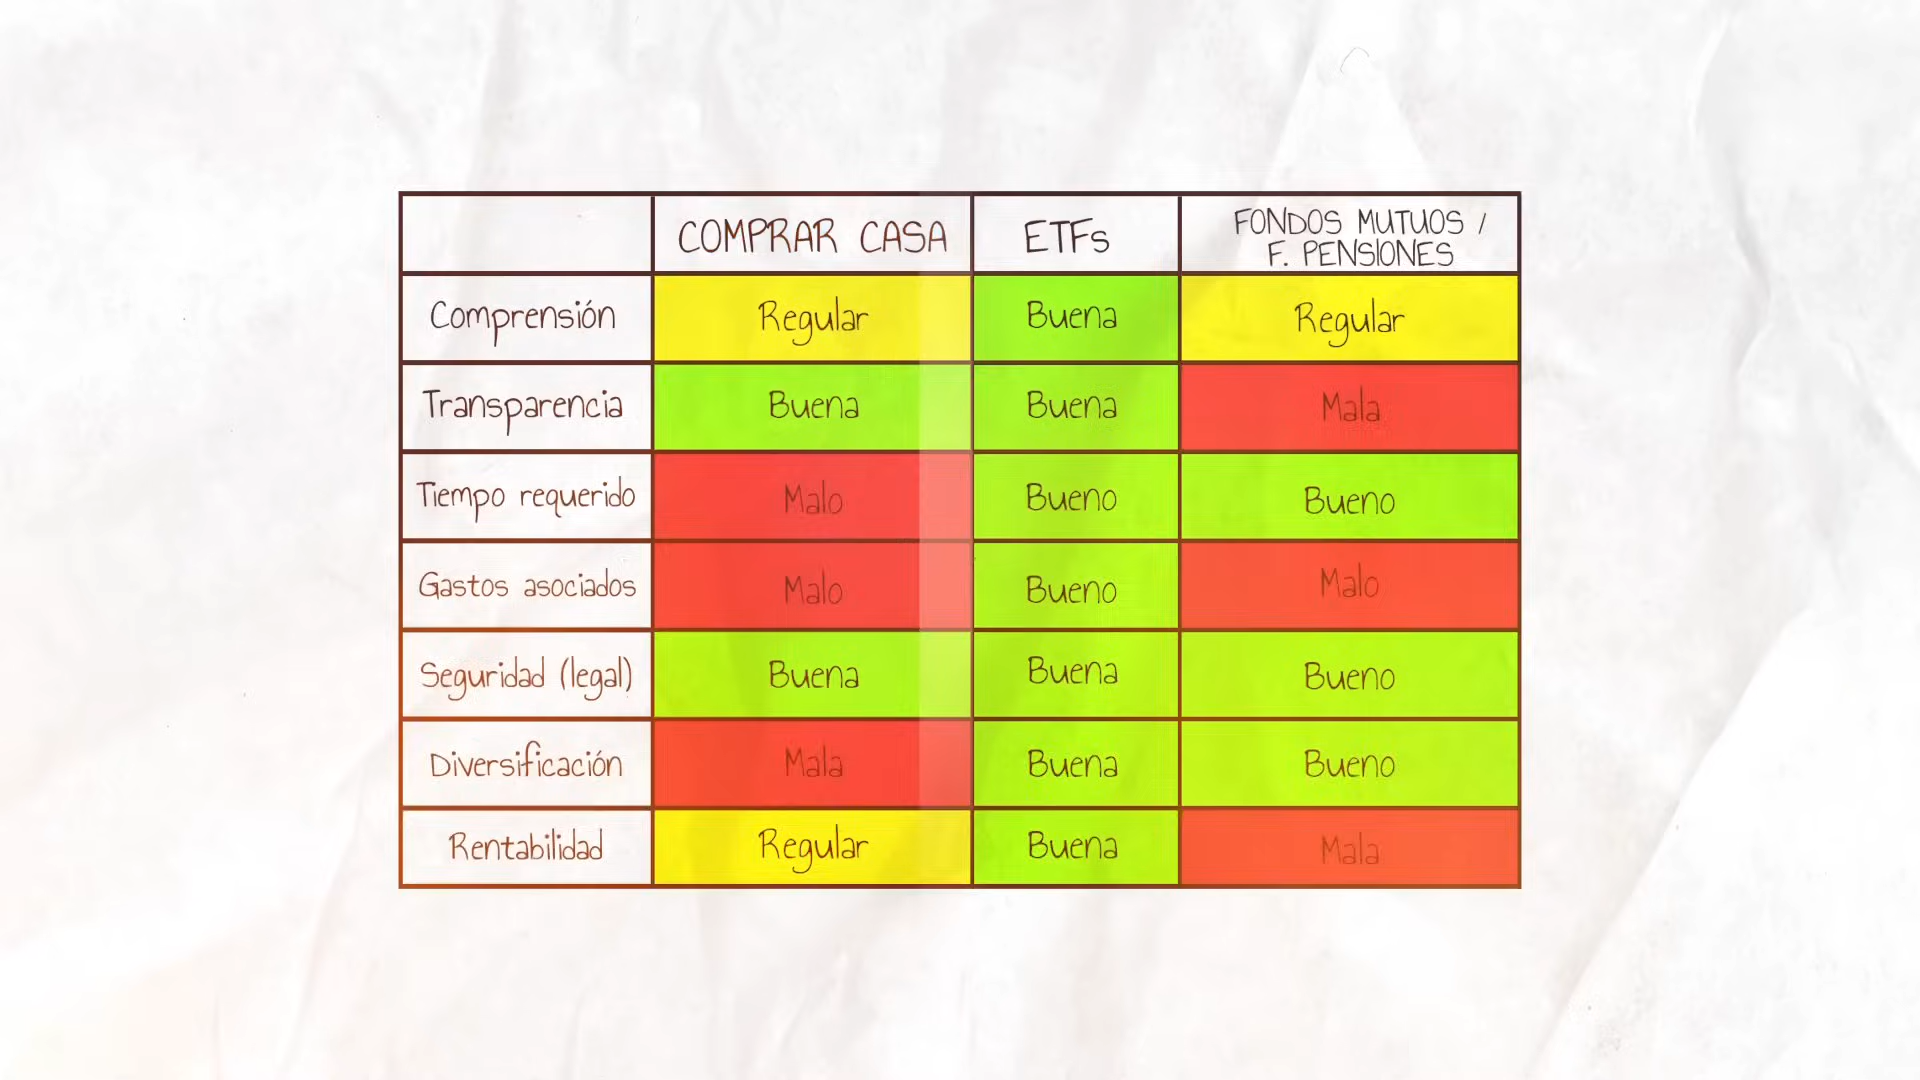 COMPRAR CASA ETFs FONDOS MUTUOS /
F. PENSIONES
Comprensión Regular Buena Regular
Transparencia Buena Buena Mala
Tiempo requerido Malo Bueno Bueno
Gastos asociados Malo Bueno Malo
Seguridad (legal) Buena Buena Bueno
Diversificación Mala Buena Bueno
Rentabilidad Regular Buena Mala